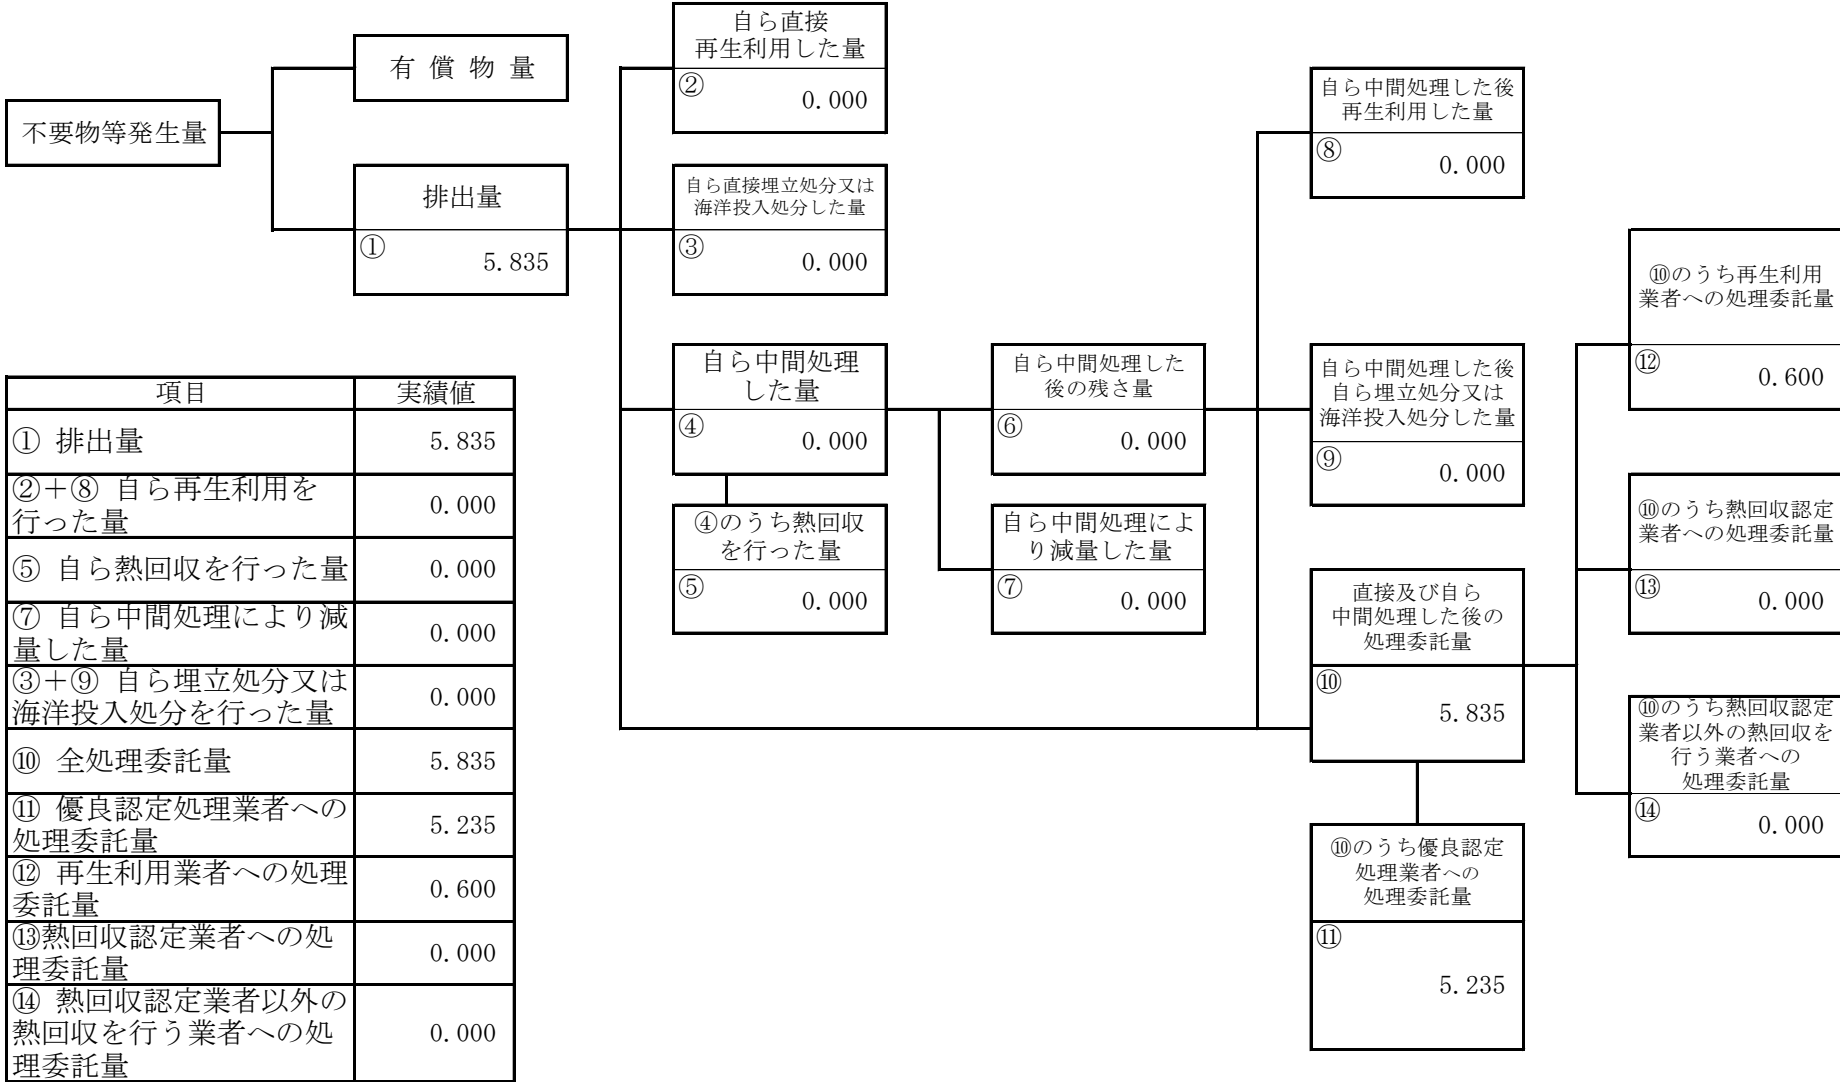 不要物等発生量
有 償 物 量
排出量
①
5.835
自ら直接
再生利用した量
②
0.000
自ら直接埋立処分又は
海洋投入処分した量
③
0.000
自ら中間処理
した量
④
0.000
④のうち熱回収
を行った量
⑤
0.000
自ら中間処理した
後の残さ量
⑥
0.000
自ら中間処理によ
り減量した量
⑦
0.000
自ら中間処理した後
再生利用した量
⑧
0.000
自ら中間処理した後
自ら埋立処分又は
海洋投入処分した量
⑨
0.000
直接及び自ら
中間処理した後の
処理委託量
⑩
5.835
⑩のうち優良認定
処理業者への
処理委託量
⑪
5.235
⑩のうち再生利用
業者への処理委託量
⑫
0.600
⑩のうち熱回収認定
業者への処理委託量
⑬
0.000
⑩のうち熱回収認定
業者以外の熱回収を
行う業者への
処理委託量
⑭
0.000
項目 実績値
① 排出量 5.835
②＋⑧ 自ら再生利用を
行った量 0.000
⑤ 自ら熱回収を行った量 0.000
⑦ 自ら中間処理により減
量した量 0.000
③＋⑨ 自ら埋立処分又は
海洋投入処分を行った量 0.000
⑩ 全処理委託量 5.835
⑪ 優良認定処理業者への
処理委託量 5.235
⑫ 再生利用業者への処理
委託量 0.600
⑬熱回収認定業者への処
理委託量 0.000
⑭ 熱回収認定業者以外の
熱回収を行う業者への処
理委託量 0.000